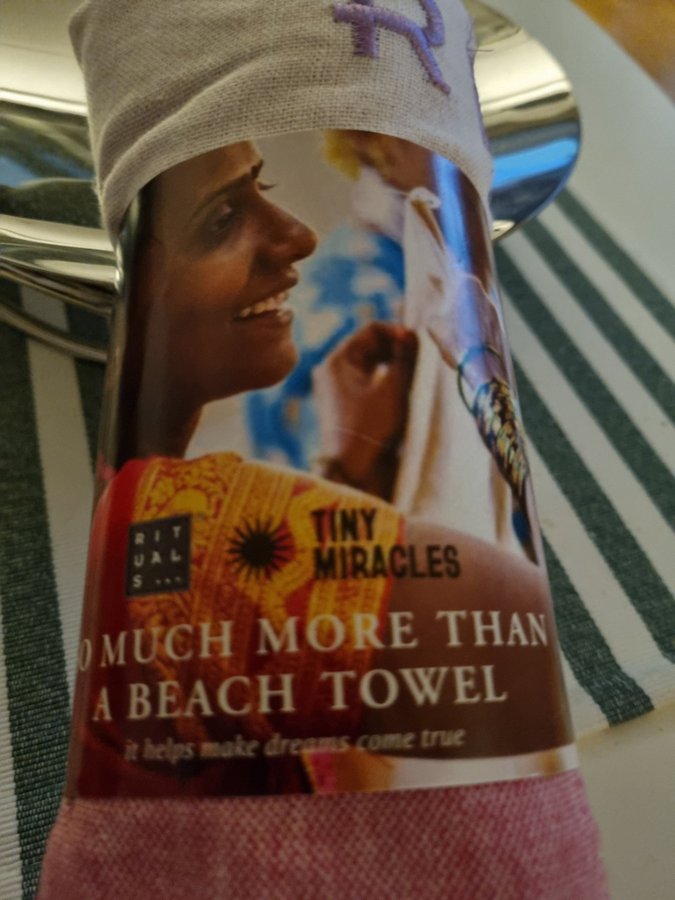 R
RIT
UAL
S...
TINY
MIRACLES
O MUCH MORE THAN
A BEACH TOWEL
it helps make dreams come true